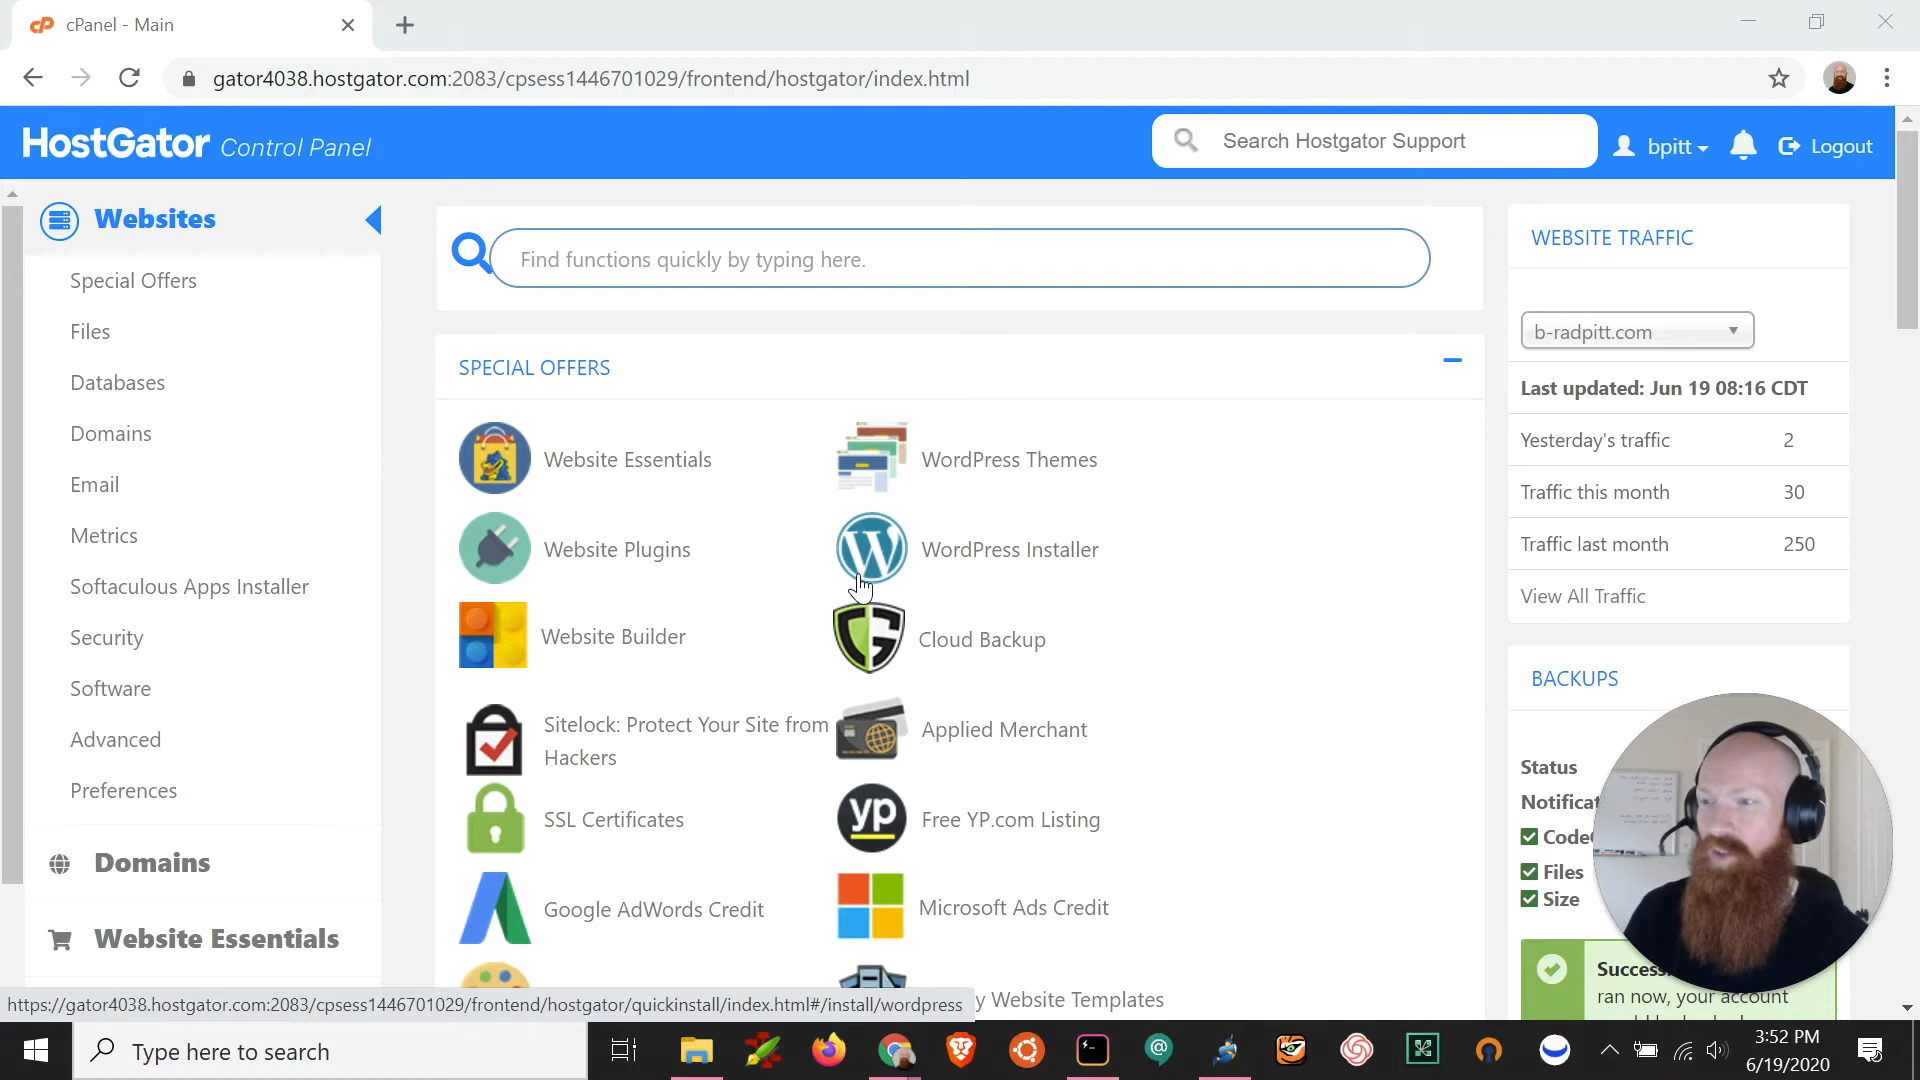 cPanel - Main
gator4038.hostgator.com:2083/cpsess1446701029/frontend/hostgator/index.html
HostGator Control Panel
Search Hostgator Support
bpitt
Logout
Websites
Special Offers
Files
Databases
Domains
Email
Metrics
Softaculous Apps Installer
Security
Software
Advanced
Preferences
Domains
Website Essentials
Find functions quickly by typing here.
SPECIAL OFFERS
Website Essentials
WordPress Themes
Website Plugins
WordPress Installer
Website Builder
Cloud Backup
Sitelock: Protect Your Site from
Hackers
Applied Merchant
SSL Certificates
yp
Free YP.com Listing
Google AdWords Credit
Microsoft Ads Credit
y Website Templates
WEBSITE TRAFFIC
b-radpitt.com
Last updated: Jun 19 08:16 CDT
Yesterday's traffic 2
Traffic this month 30
Traffic last month 250
View All Traffic
BACKUPS
Status
Notificat
Code
Files
Size
Success
ran now, your account
https://gator4038.hostgator.com:2083/cpsess1446701029/frontend/hostgator/quickinstall/index.html#/install/wordpress
Type here to search
3:52 PM
6/19/2020